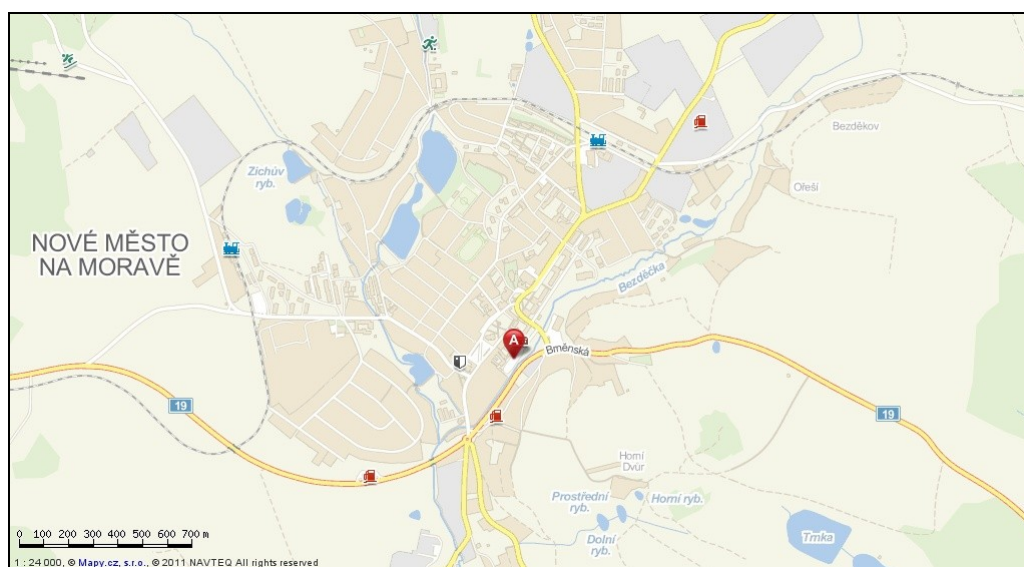 Bezděkov
Ořeší
Zichův
ryb.
NOVÉ MĚSTO
NA MORAVĚ
Bezděčka
A
Brněnská
19
19
Horní
Dvůr
Prostřední
ryb.
Horní ryb.
Dolní
ryb.
Trnka
0 100 200 300 400 500 600 700 m
1 : 24 000, © Mapy.cz, s.r.o., © 2011 NAVTEQ All rights reserved